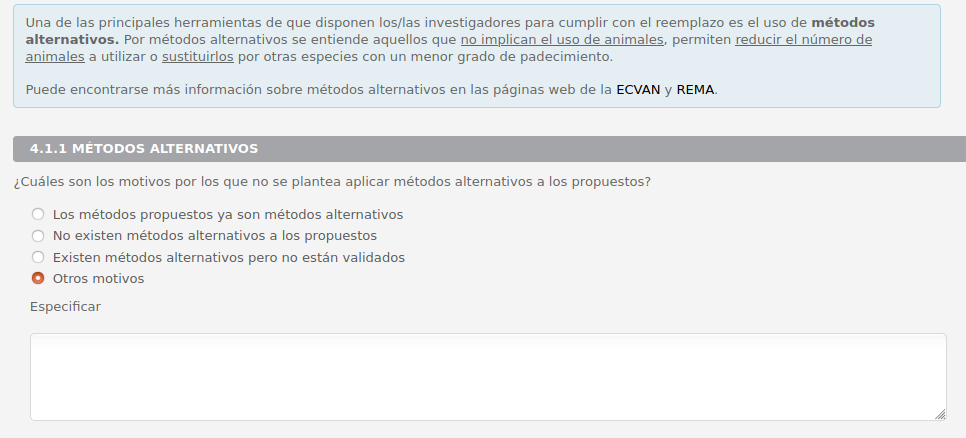 Una de las principales herramientas de que disponen los/las investigadores para cumplir con el reemplazo es el uso de métodos
alternativos. Por métodos alternativos se entiende aquellos que no implican el uso de animales, permiten reducir el número de
animales a utilizar o sustituirlos por otras especies con un menor grado de padecimiento.
Puede encontrarse más información sobre métodos alternativos en las páginas web de la ECVAN y REMA.
4.1.1 MÉTODOS ALTERNATIVOS
¿Cuáles son los motivos por los que no se plantea aplicar métodos alternativos a los propuestos?
Los métodos propuestos ya son métodos alternativos
No existen métodos alternativos a los propuestos
Existen métodos alternativos pero no están validados
Otros motivos
Especificar